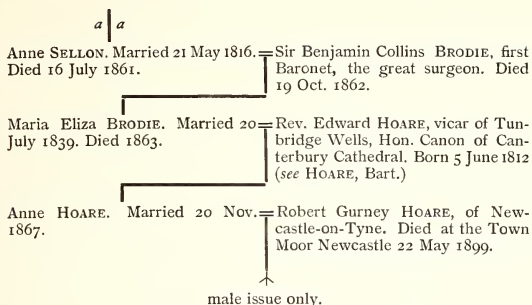 a a
Anne SELLON. Married 21 May 1816.
Died 16 July 1861.
=Sir Benjamin Collins BRODIE, first
Baronet, the great surgeon. Died
19 Oct. 1862.
Maria Eliza BRODIE. Married 20
July 1839. Died 1863.
=Rev. Edward HOARE, vicar of Tun-
bridge Wells, Hon. Canon of Can-
terbury Cathedral. Born 5 June 1812
(see HOARE, Bart.)
Anne HOARE. Married 20 Nov.
1867.
=Robert Gurney HOARE, of New-
castle-on-Tyne. Died at the Town
Moor Newcastle 22 May 1899.
male issue only.